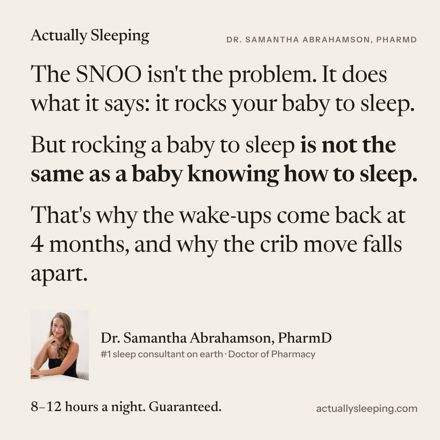 Actually Sleeping
DR. SAMANTHA ABRAHAMSON, PHARMD
The SNOO isn't the problem. It does
what it says: it rocks your baby to sleep.
But rocking a baby to sleep is not the
same as a baby knowing how to sleep.
That's why the wake-ups come back at
4 months, and why the crib move falls
apart.
Dr. Samantha Abrahamson, PharmD
#1 sleep consultant on earth · Doctor of Pharmacy
8–12 hours a night. Guaranteed.
actuallysleeping.com